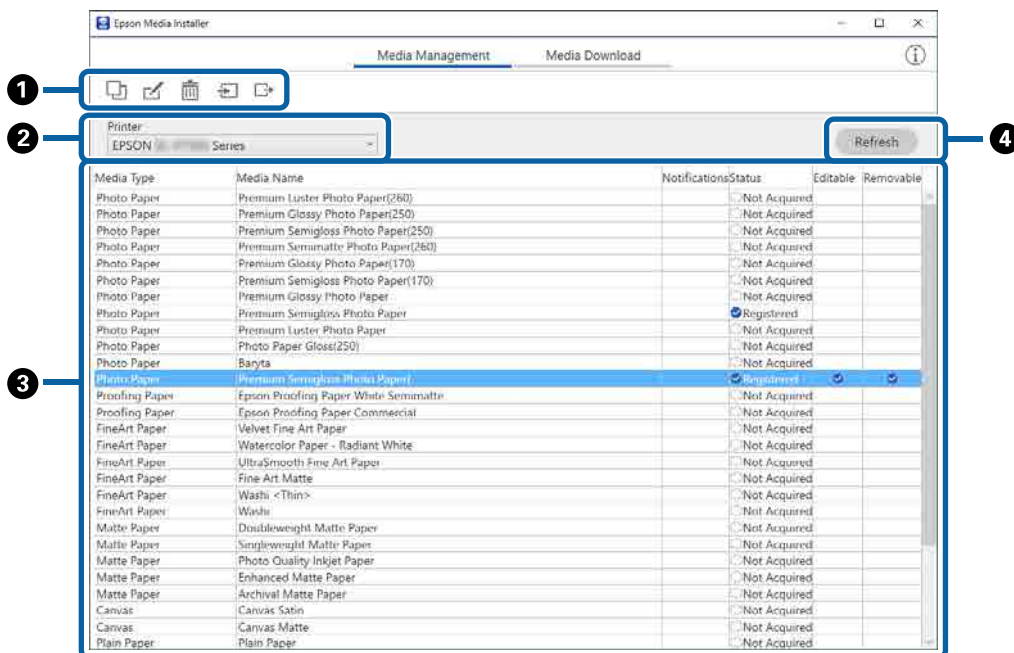 Epson Media Installer
Media Management Media Download
1
2
Printer
EPSON Series
Refresh
4
Media Type Media Name Notifications Status Editable Removable
Photo Paper Premium Luster Photo Paper(260) Not Acquired
Photo Paper Premium Glossy Photo Paper(250) Not Acquired
Photo Paper Premium Semigloss Photo Paper(250) Not Acquired
Photo Paper Premium Semimatte Photo Paper(260) Not Acquired
Photo Paper Premium Glossy Photo Paper(170) Not Acquired
Photo Paper Premium Semigloss Photo Paper(170) Not Acquired
Photo Paper Premium Glossy Photo Paper Not Acquired
Photo Paper Premium Semigloss Photo Paper Registered
Photo Paper Premium Luster Photo Paper Not Acquired
Photo Paper Photo Paper Gloss(250) Not Acquired
Photo Paper Baryta Not Acquired
3
Photo Paper Premium Semigloss Photo Paper1 Registered
Proofing Paper Epson Proofing Paper White Semimatte Not Acquired
Proofing Paper Epson Proofing Paper Commercial Not Acquired
FineArt Paper Velvet Fine Art Paper Not Acquired
FineArt Paper Watercolor Paper - Radiant White Not Acquired
FineArt Paper UltraSmooth Fine Art Paper Not Acquired
FineArt Paper Fine Art Matte Not Acquired
FineArt Paper Washi <Thin> Not Acquired
FineArt Paper Washi Not Acquired
Matte Paper Doubleweight Matte Paper Not Acquired
Matte Paper Singleweight Matte Paper Not Acquired
Matte Paper Photo Quality Inkjet Paper Not Acquired
Matte Paper Enhanced Matte Paper Not Acquired
Matte Paper Archival Matte Paper Not Acquired
Canvas Canvas Satin Not Acquired
Canvas Canvas Matte Not Acquired
Plain Paper Plain Paper Not Acquired